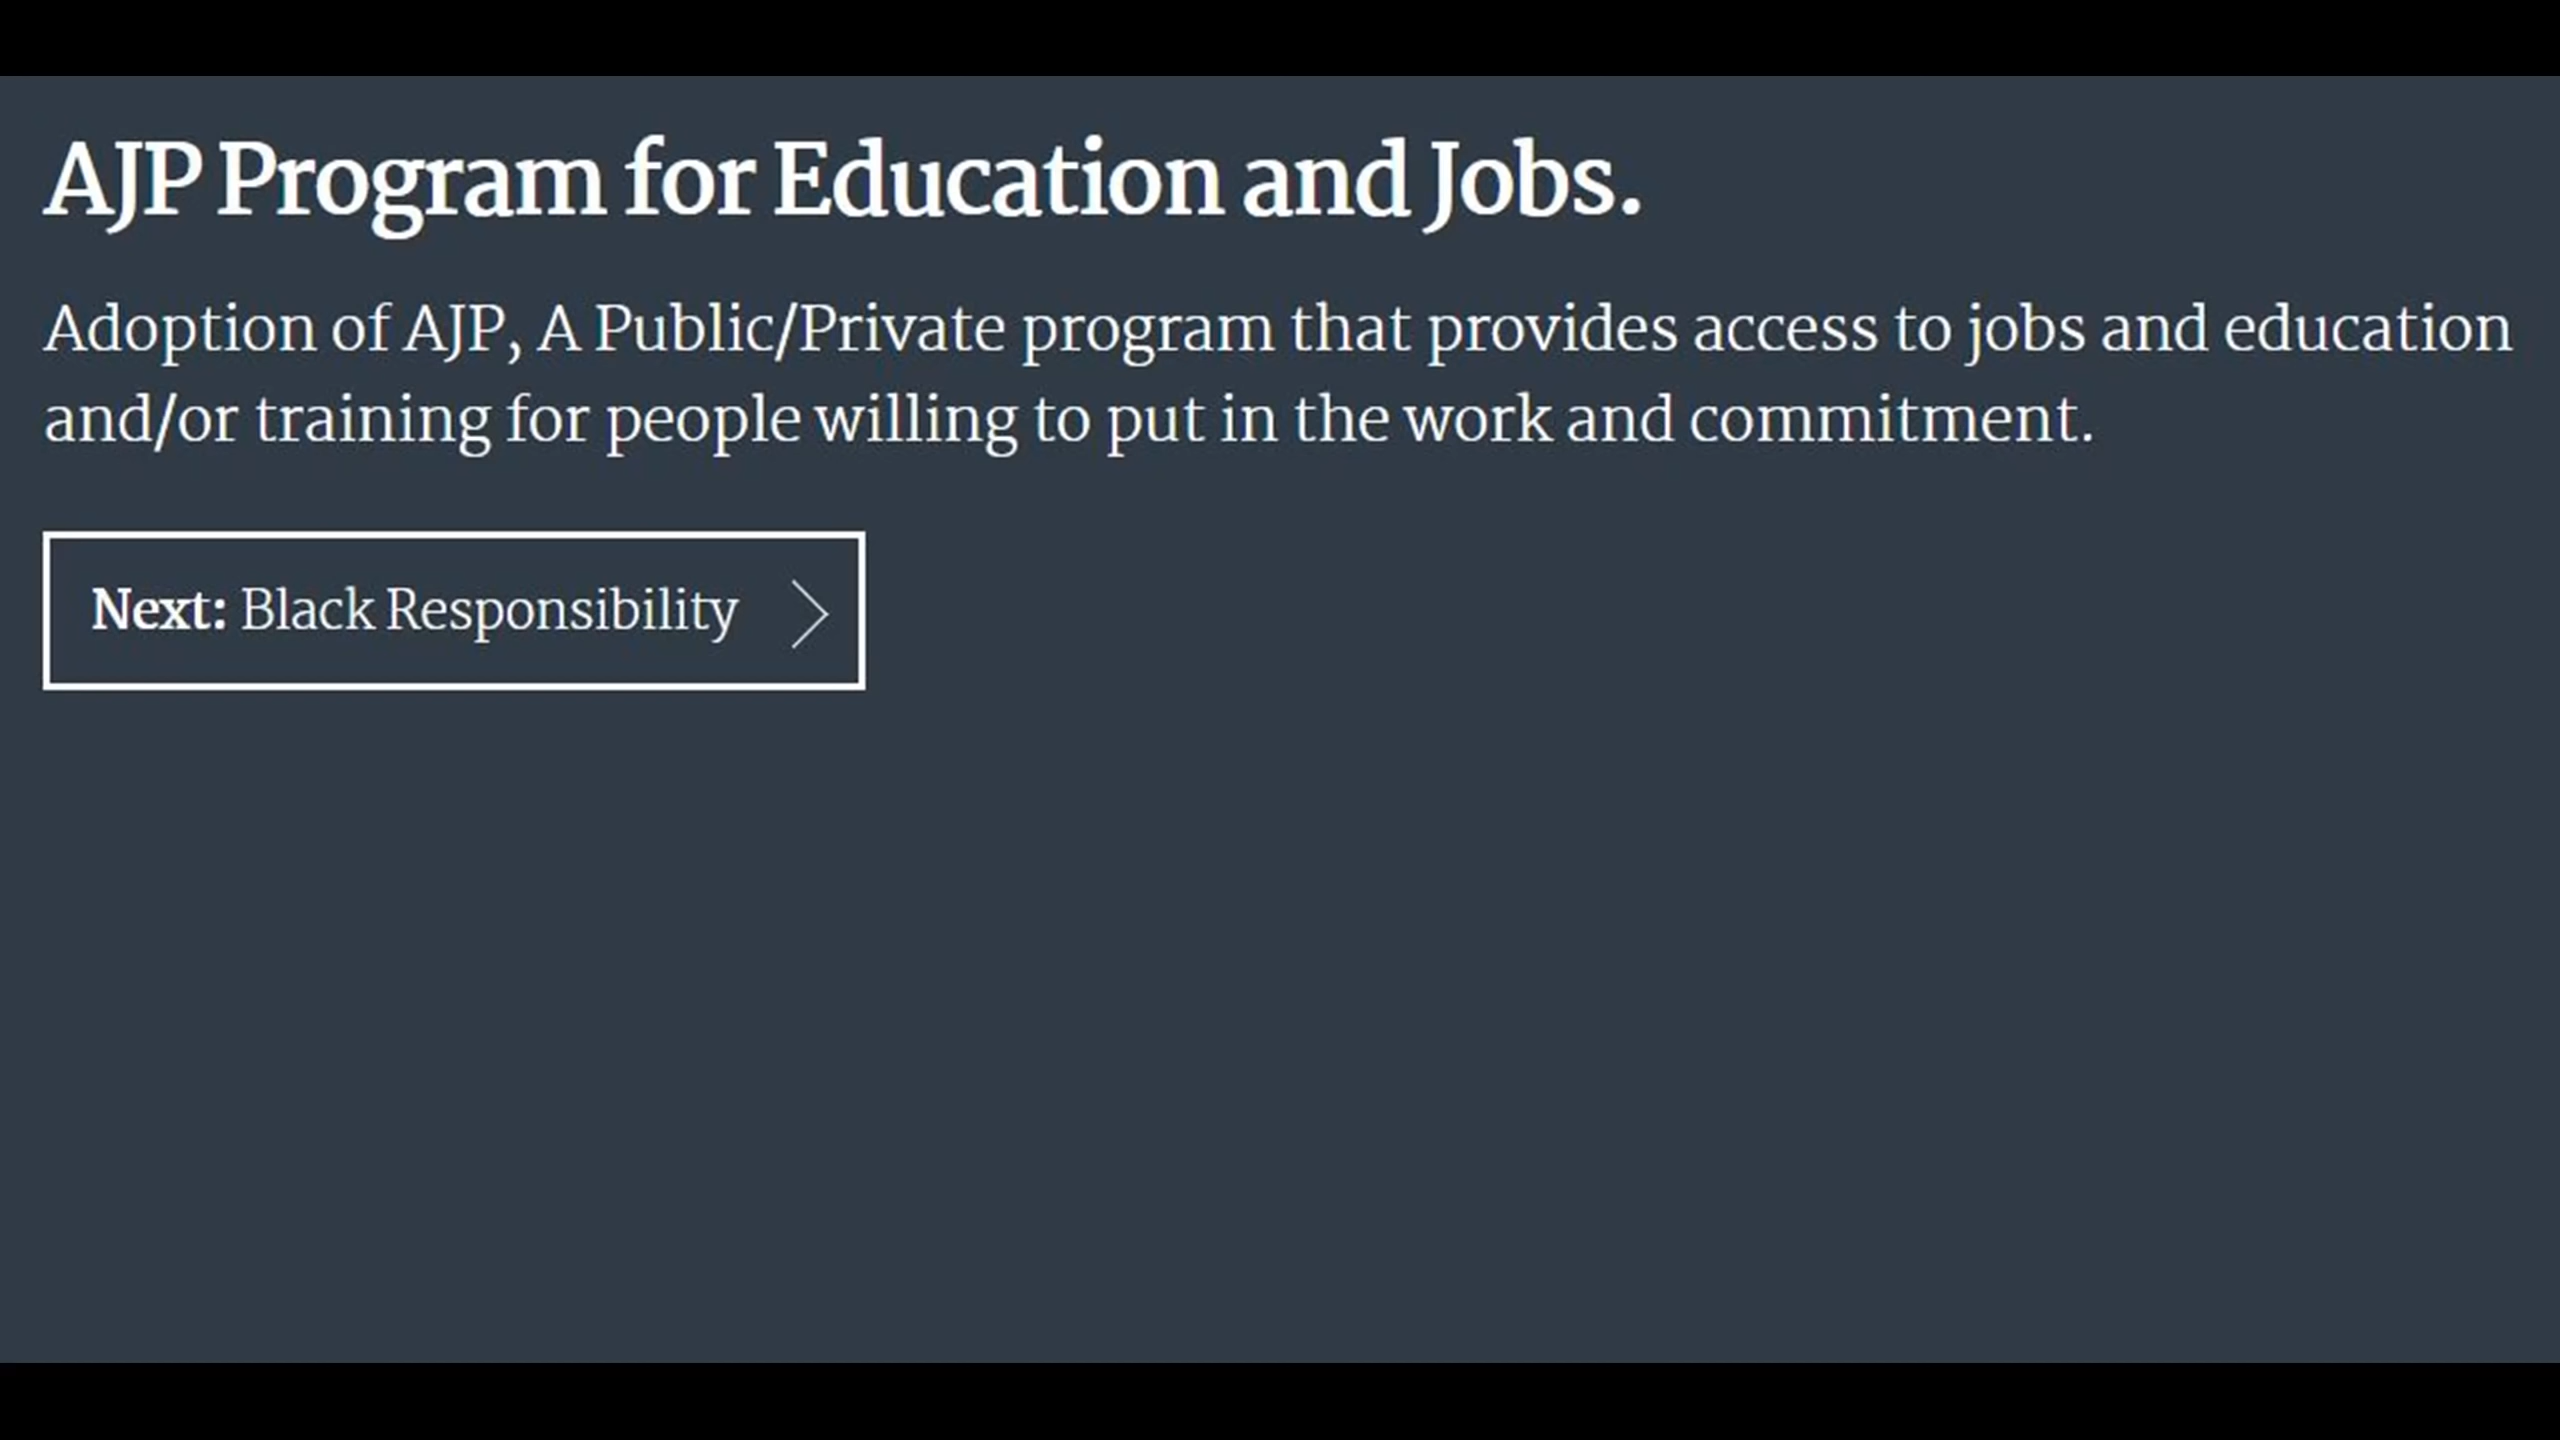 AJP Program for Education and Jobs.
Adoption of AJP, A Public/Private program that provides access to jobs and education
and/or training for people willing to put in the work and commitment.
Next: Black Responsibility